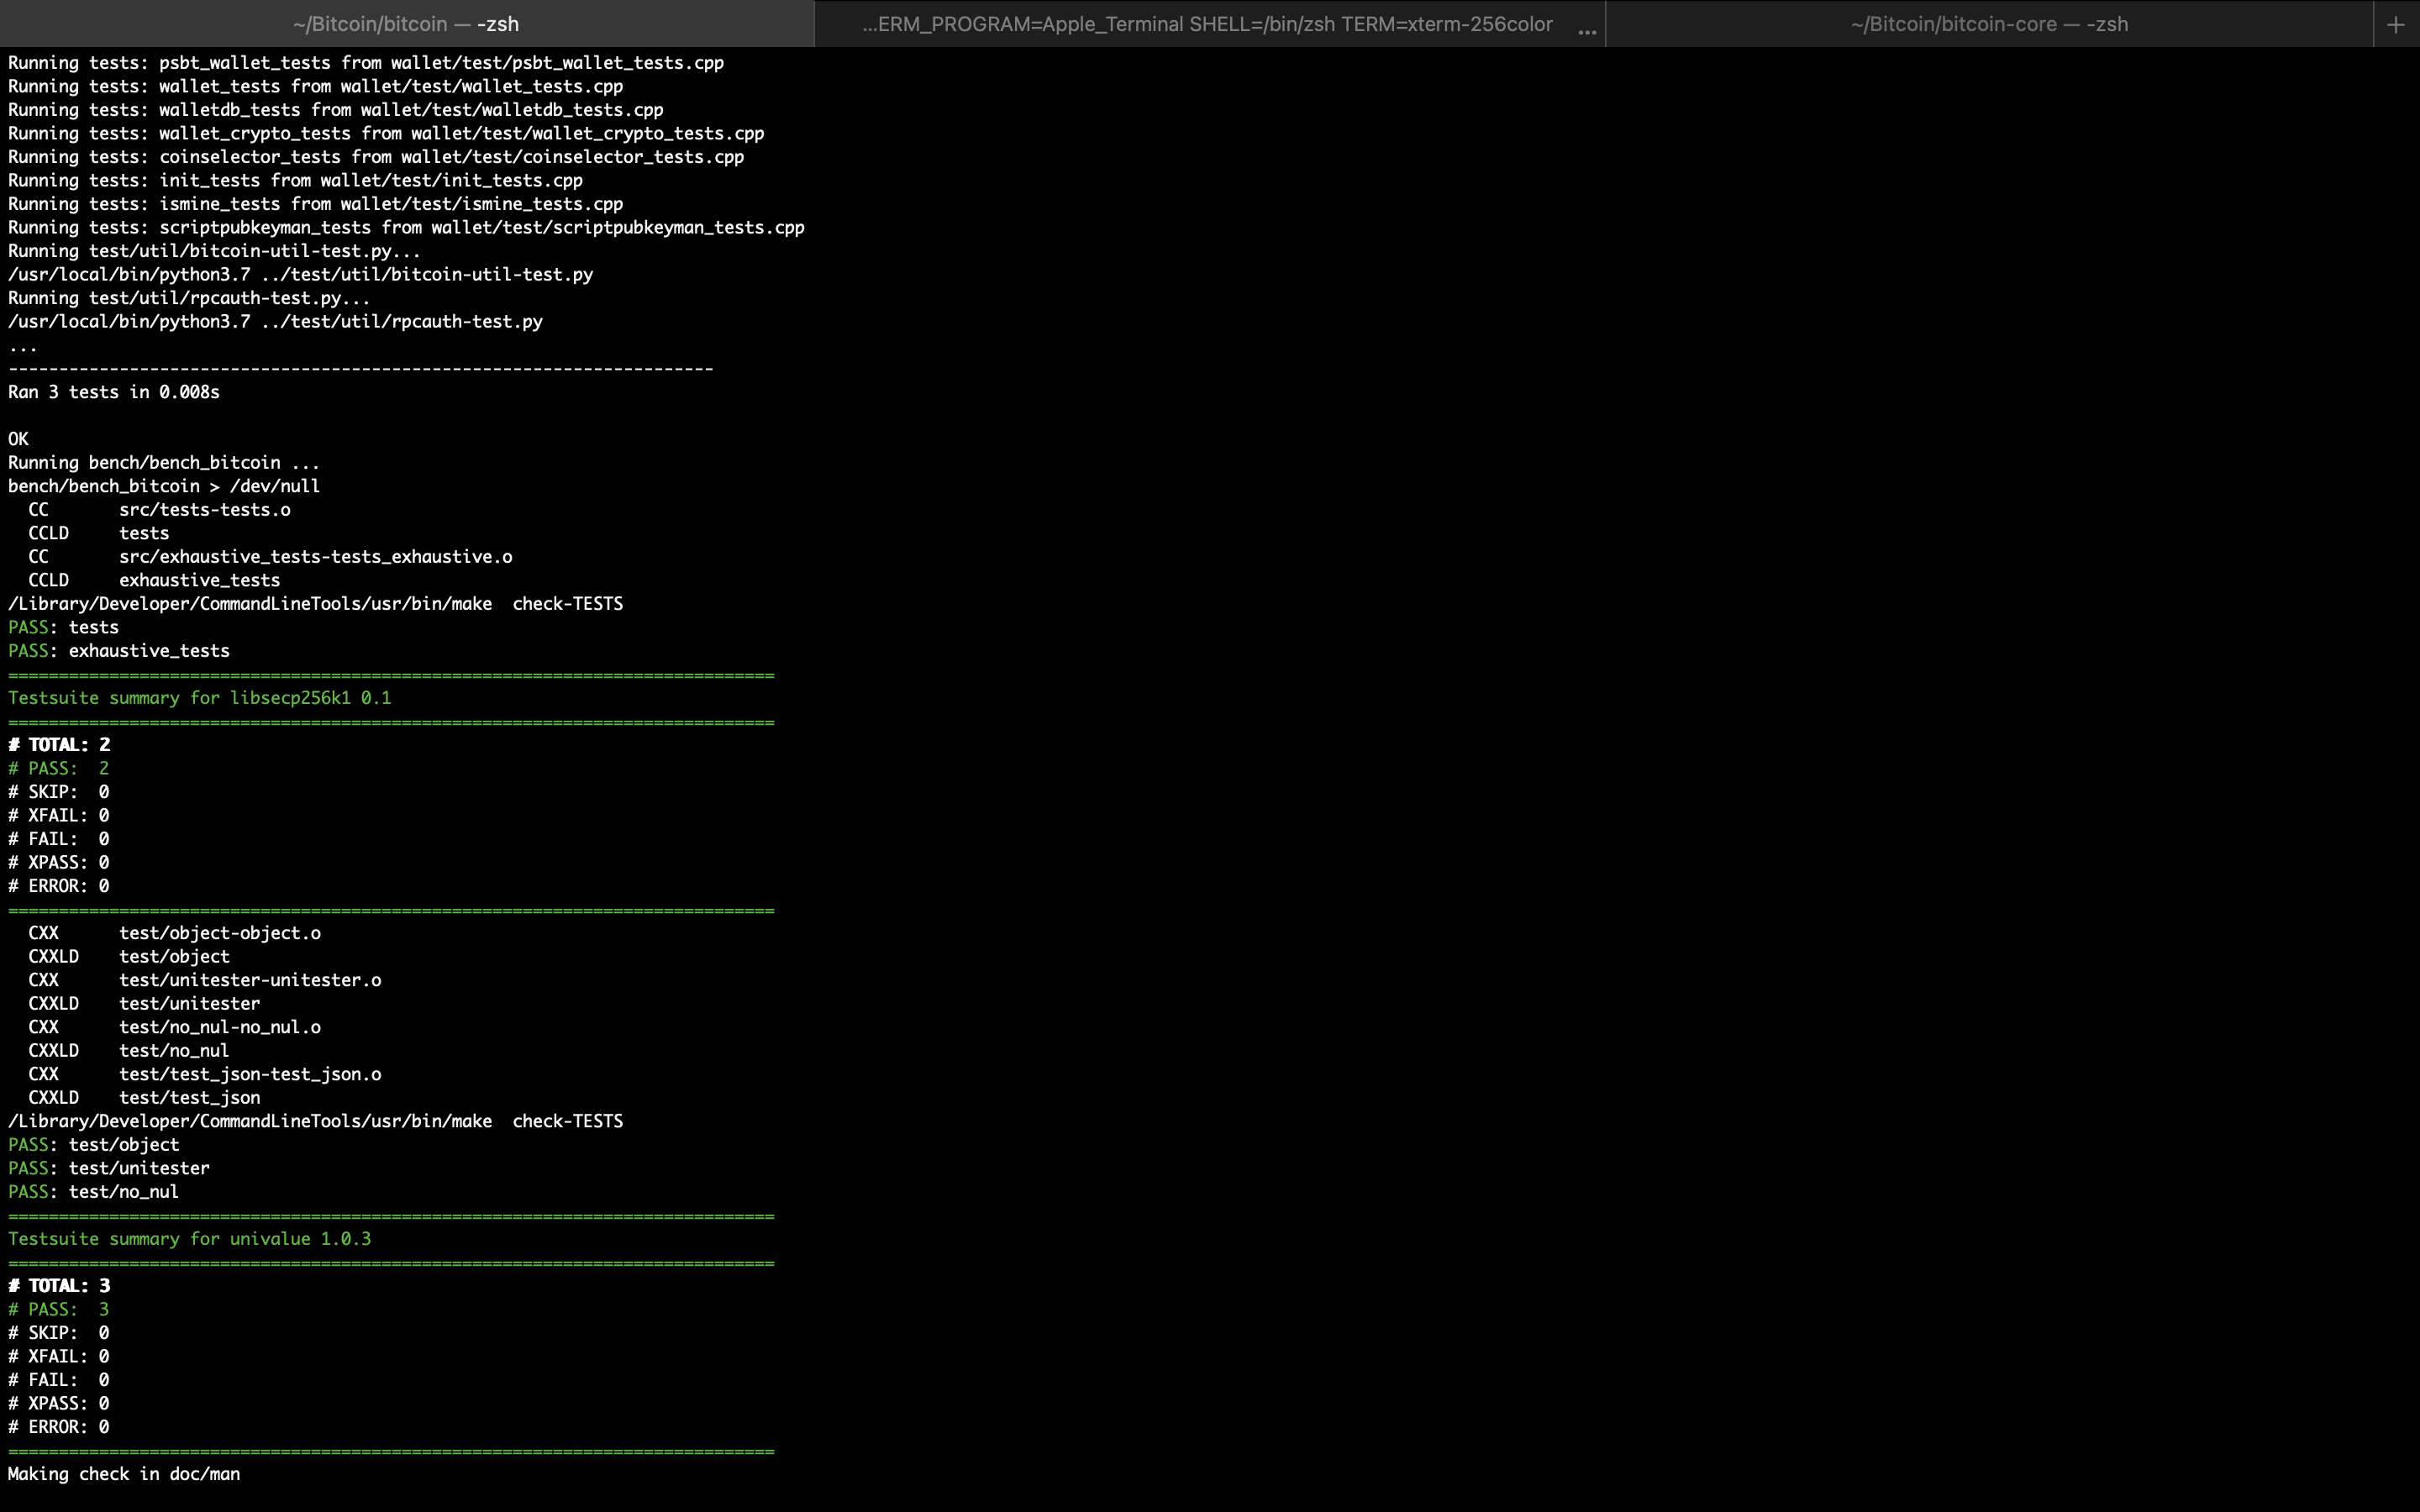 ~/Bitcoin/bitcoin — -zsh
...ERM_PROGRAM=Apple_Terminal SHELL=/bin/zsh TERM=xterm-256color ...
~/Bitcoin/bitcoin-core — -zsh
+
Running tests: psbt_wallet_tests from wallet/test/psbt_wallet_tests.cpp
Running tests: wallet_tests from wallet/test/wallet_tests.cpp
Running tests: walletdb_tests from wallet/test/walletdb_tests.cpp
Running tests: wallet_crypto_tests from wallet/test/wallet_crypto_tests.cpp
Running tests: coinselector_tests from wallet/test/coinselector_tests.cpp
Running tests: init_tests from wallet/test/init_tests.cpp
Running tests: ismine_tests from wallet/test/ismine_tests.cpp
Running tests: scriptpubkeyman_tests from wallet/test/scriptpubkeyman_tests.cpp
Running test/util/bitcoin-util-test.py...
/usr/local/bin/python3.7 ../test/util/bitcoin-util-test.py
Running test/util/rpcauth-test.py...
/usr/local/bin/python3.7 ../test/util/rpcauth-test.py
...
----------------------------------------------------------------------
Ran 3 tests in 0.008s

OK
Running bench/bench_bitcoin ...
bench/bench_bitcoin > /dev/null
  CC       src/tests-tests.o
  CCLD     tests
  CC       src/exhaustive_tests-tests_exhaustive.o
  CCLD     exhaustive_tests
/Library/Developer/CommandLineTools/usr/bin/make  check-TESTS
PASS: tests
PASS: exhaustive_tests
============================================================================
Testsuite summary for libsecp256k1 0.1
============================================================================
# TOTAL: 2
# PASS:  2
# SKIP:  0
# XFAIL: 0
# FAIL:  0
# XPASS: 0
# ERROR: 0
============================================================================
  CXX      test/object-object.o
  CXXLD    test/object
  CXX      test/unitester-unitester.o
  CXXLD    test/unitester
  CXX      test/no_nul-no_nul.o
  CXXLD    test/no_nul
  CXX      test/test_json-test_json.o
  CXXLD    test/test_json
/Library/Developer/CommandLineTools/usr/bin/make  check-TESTS
PASS: test/object
PASS: test/unitester
PASS: test/no_nul
============================================================================
Testsuite summary for univalue 1.0.3
============================================================================
# TOTAL: 3
# PASS:  3
# SKIP:  0
# XFAIL: 0
# FAIL:  0
# XPASS: 0
# ERROR: 0
============================================================================
Making check in doc/man